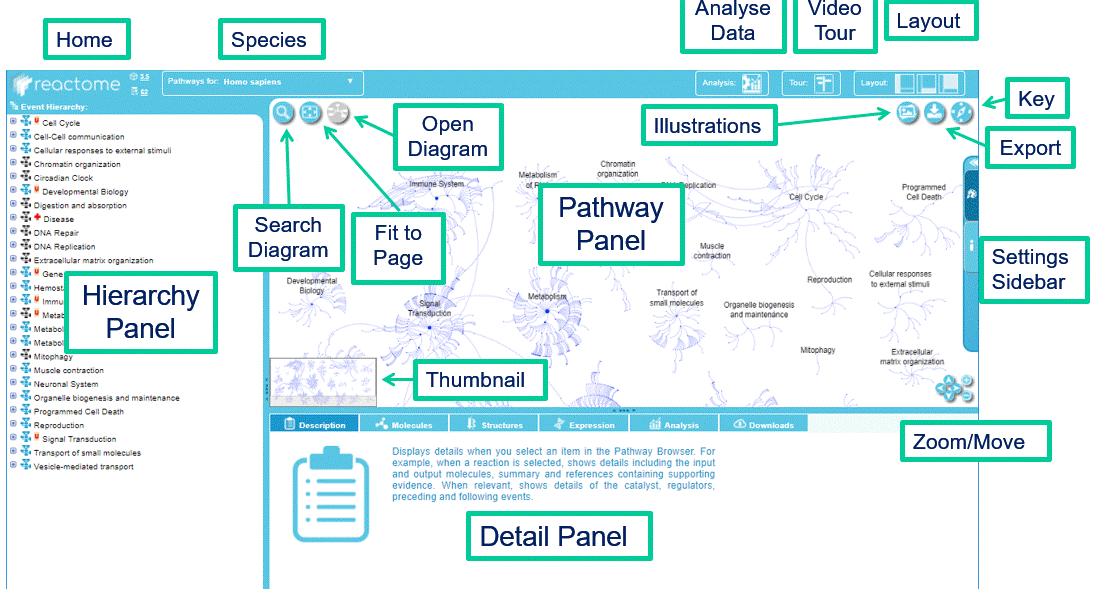 Analyse
Data
Video
Tour
Layout
Home
Species
reactome
3.5
62
Pathways for: Homo sapiens
Analysis:
Tour:
Layout:
Event Hierarchy:
Cell Cycle
Cell-Cell communication
Cellular responses to external stimuli
Chromatin organization
Circadian Clock
Developmental Biology
Digestion and absorption
Disease
DNA Repair
DNA Replication
Extracellular matrix organization
Gene
Hemost
Immu
Metab
Metabol
Metabol
Mitophagy
Muscle contraction
Neuronal System
Organelle biogenesis and maintenance
Programmed Cell Death
Reproduction
Signal Transduction
Transport of small molecules
Vesicle-mediated transport
Hierarchy
Panel
Open
Diagram
Illustrations
Key
Export
Search
Diagram
Fit to
Page
Pathway
Panel
Settings
Sidebar
Immune System
Metabolism
of
Chromatin
organization
Replication
Cell Cycle
Programmed
Cell Death
Muscle
contraction
Developmental
Biology
Signal
Transduction
Metabolism
Transport of
small molecules
Reproduction
Cellular responses
to external stimuli
Organelle biogenesis
and maintenance
Mitophagy
Extracellular
matrix organization
Thumbnail
Zoom/Move
Description
Molecules
Structures
Expression
Analysis
Downloads
Displays details when you select an item in the Pathway Browser. For
example, when a reaction is selected, shows details including the input
and output molecules, summary and references containing supporting
evidence. When relevant, shows details of the catalyst, regulators,
preceding and following events.
Detail Panel